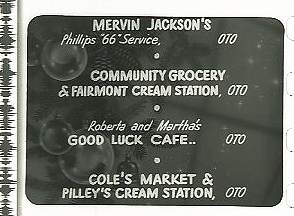 MERVIN JACKSON'S
Phillips "66" Service, OTO
COMMUNITY GROCERY
& FAIRMONT CREAM STATION, OTO
Roberta and Martha's
GOOD LUCK CAFE.. OTO
COLE'S MARKET &
PILLEY'S CREAM STATION, OTO